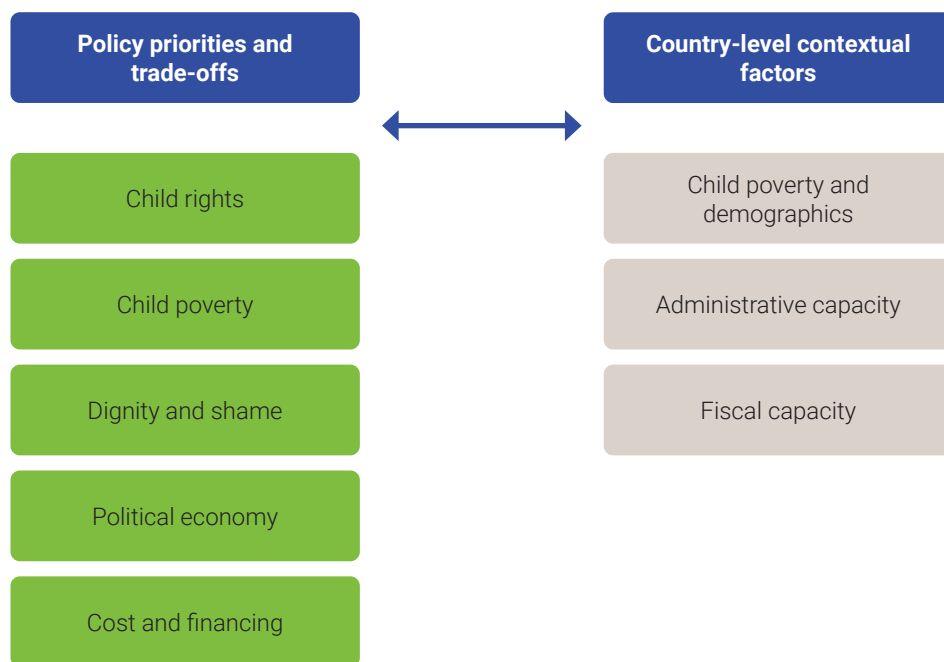 Policy priorities and
trade-offs
Country-level contextual
factors
Child rights
Child poverty
Dignity and shame
Political economy
Cost and financing
Child poverty and
demographics
Administrative capacity
Fiscal capacity